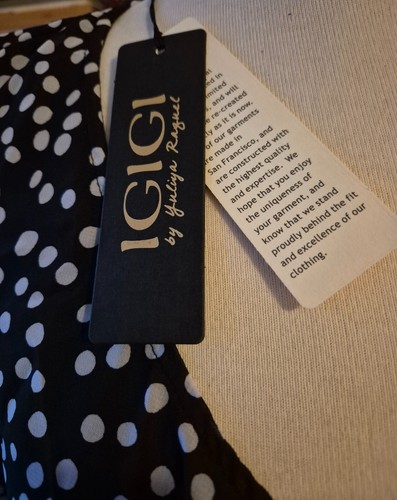 IGIGI
by Yuliya Raquel
ed in
limited
, and will
re-created
ly as it is now.
of our garments
re made in
San Francisco, and
are constructed with
the highest quality
and expertise. We
hope that you enjoy
the uniqueness of
your garment, and
know that we stand
proudly behind the fit
and excellence of our
clothing.